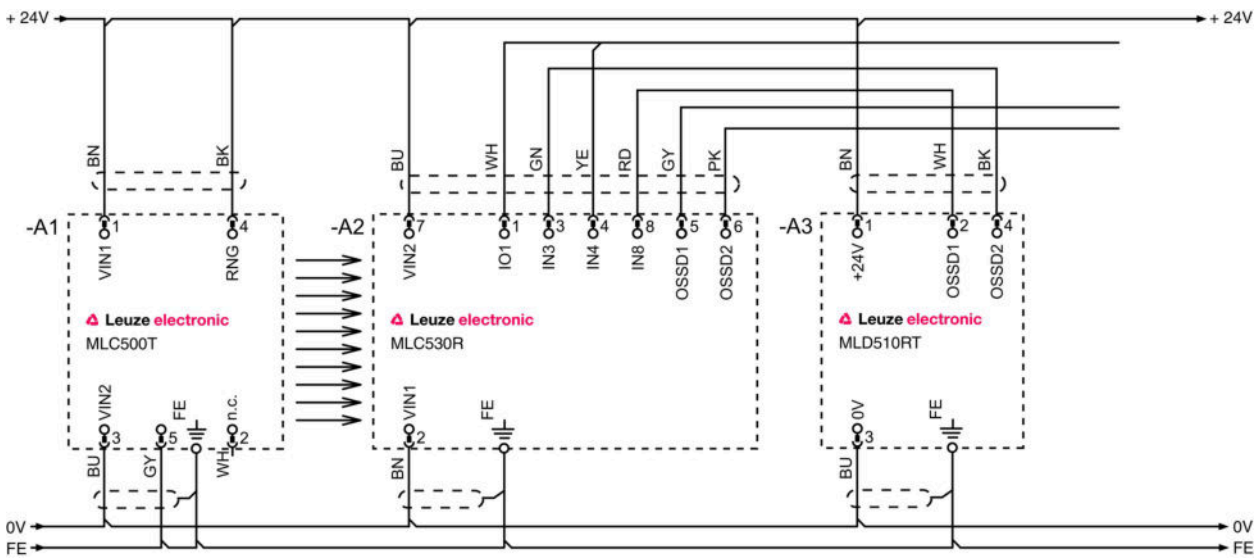 + 24V
+ 24V
BN
BK
BU
WH
GN
YE
RD
GY
PK
BN
WH
BK
-A1
1
4
-A2
7
1
3
4
8
5
6
-A3
1
2
4
VIN1
RNG
VIN2
IO1
IN3
IN4
IN8
OSSD1
OSSD2
+24V
OSSD1
OSSD2
Leuze electronic
MLC500T
Leuze electronic
MLC530R
Leuze electronic
MLD510RT
VIN2
FE
n.c.
VIN1
FE
0V
FE
3
5
2
2
3
BU
GY
WH
BN
BU
0V
0V
FE
FE